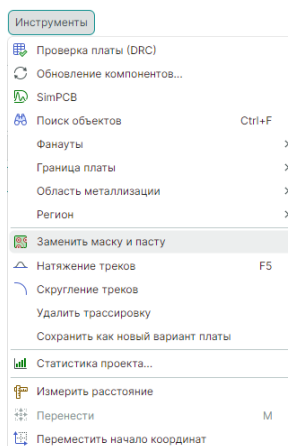 Инструменты
Проверка платы (DRC)
Обновление компонентов...
SimPCB
Поиск объектов Ctrl+F
Фанауты
Граница платы
Область металлизации
Регион
Заменить маску и пасту
Натяжение треков F5
Скругление треков
Удалить трассировку
Сохранить как новый вариант платы
Статистика проекта...
Измерить расстояние
Перенести M
Переместить начало координат